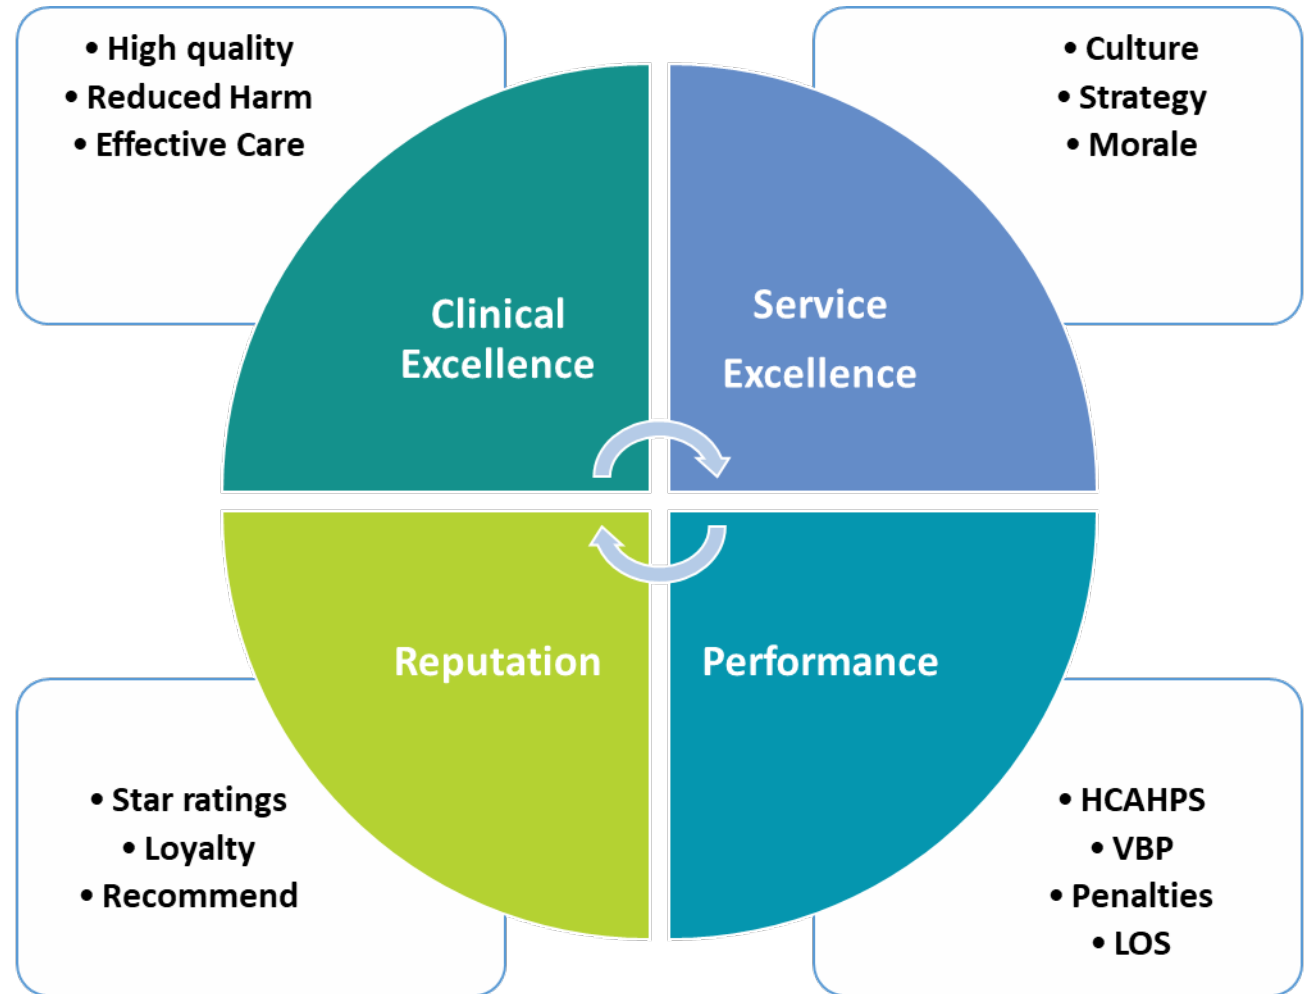 • High quality
• Reduced Harm
• Effective Care
• Culture
• Strategy
• Morale
Clinical
Excellence
Service
Excellence
Reputation
Performance
• Star ratings
• Loyalty
• Recommend
• HCAHPS
• VBP
• Penalties
• LOS